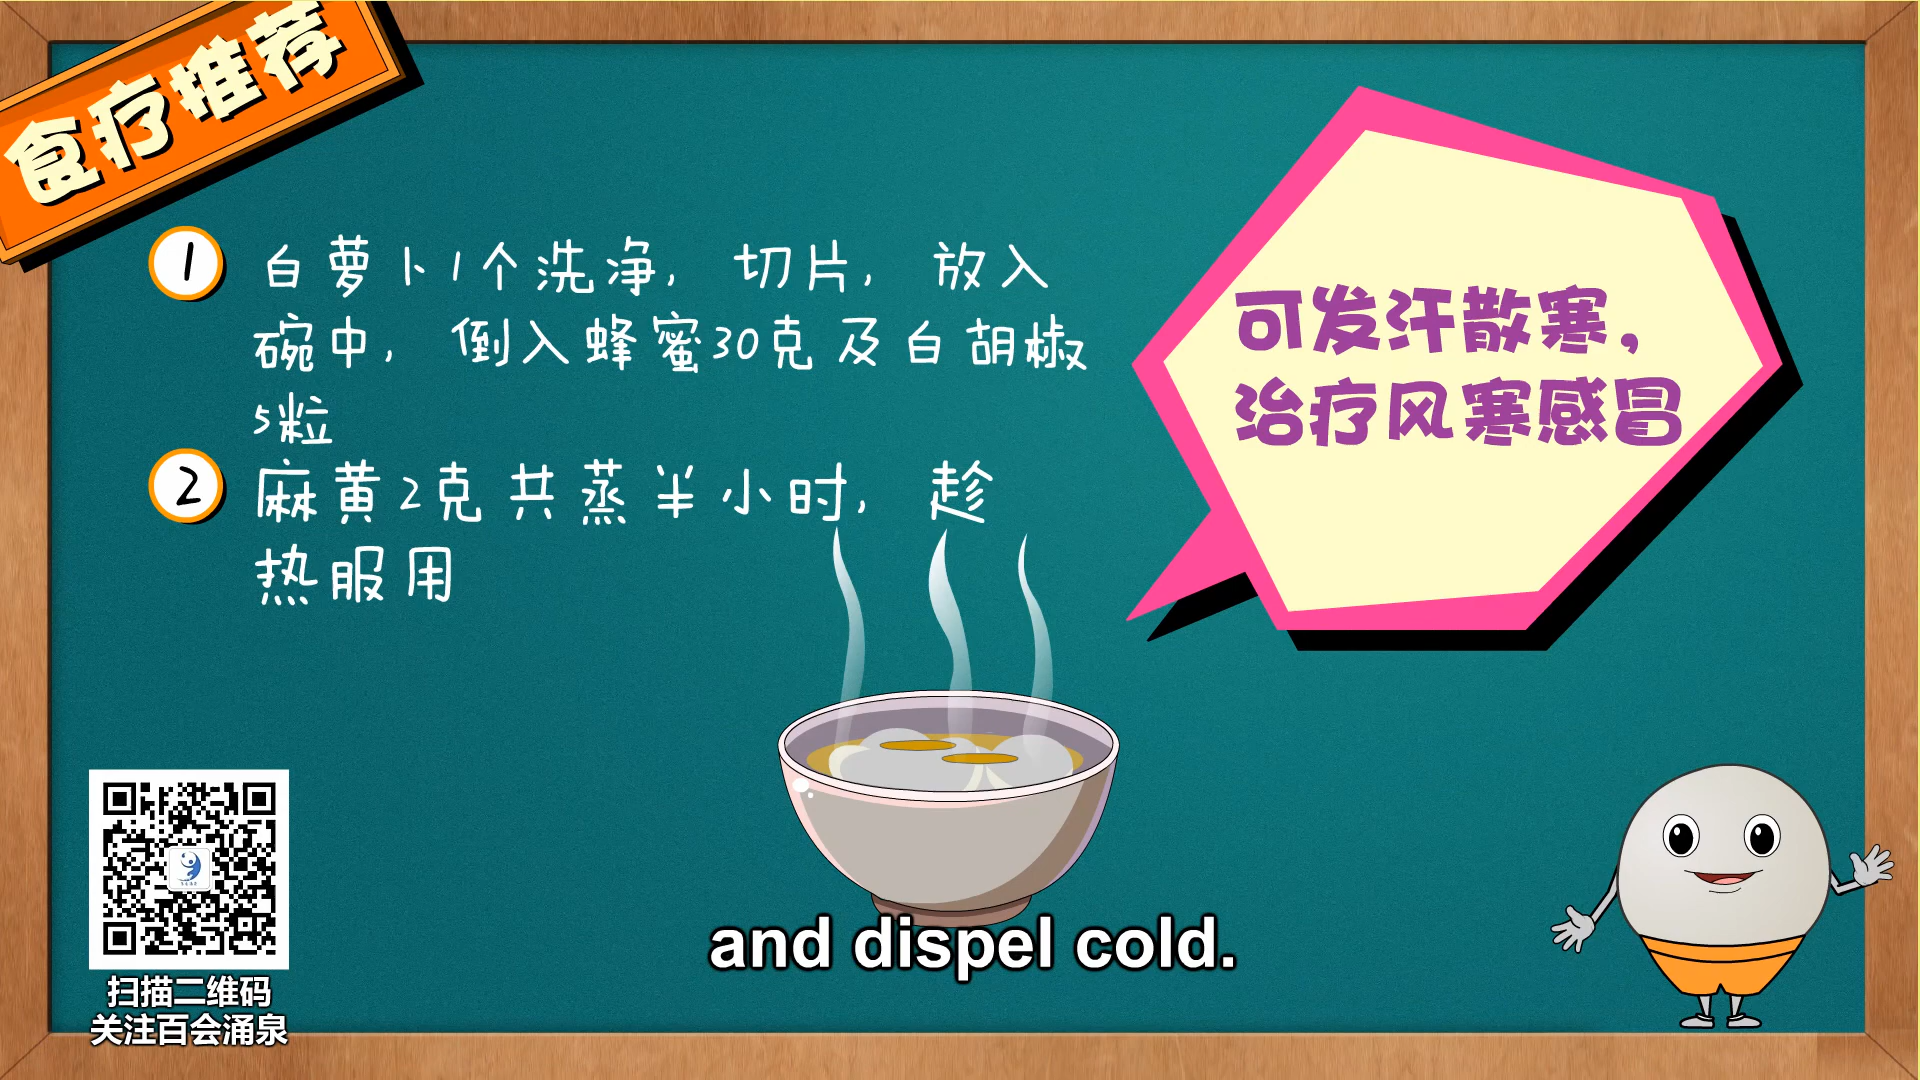 食疗推荐
1
白萝卜1个洗净, 切片, 放入
碗中, 倒入蜂蜜30克及白胡椒
5粒
2
麻黄2克共蒸半小时, 趁
热服用
可发汗散寒,
治疗风寒感冒
and dispel cold.
扫描二维码
关注百会涌泉